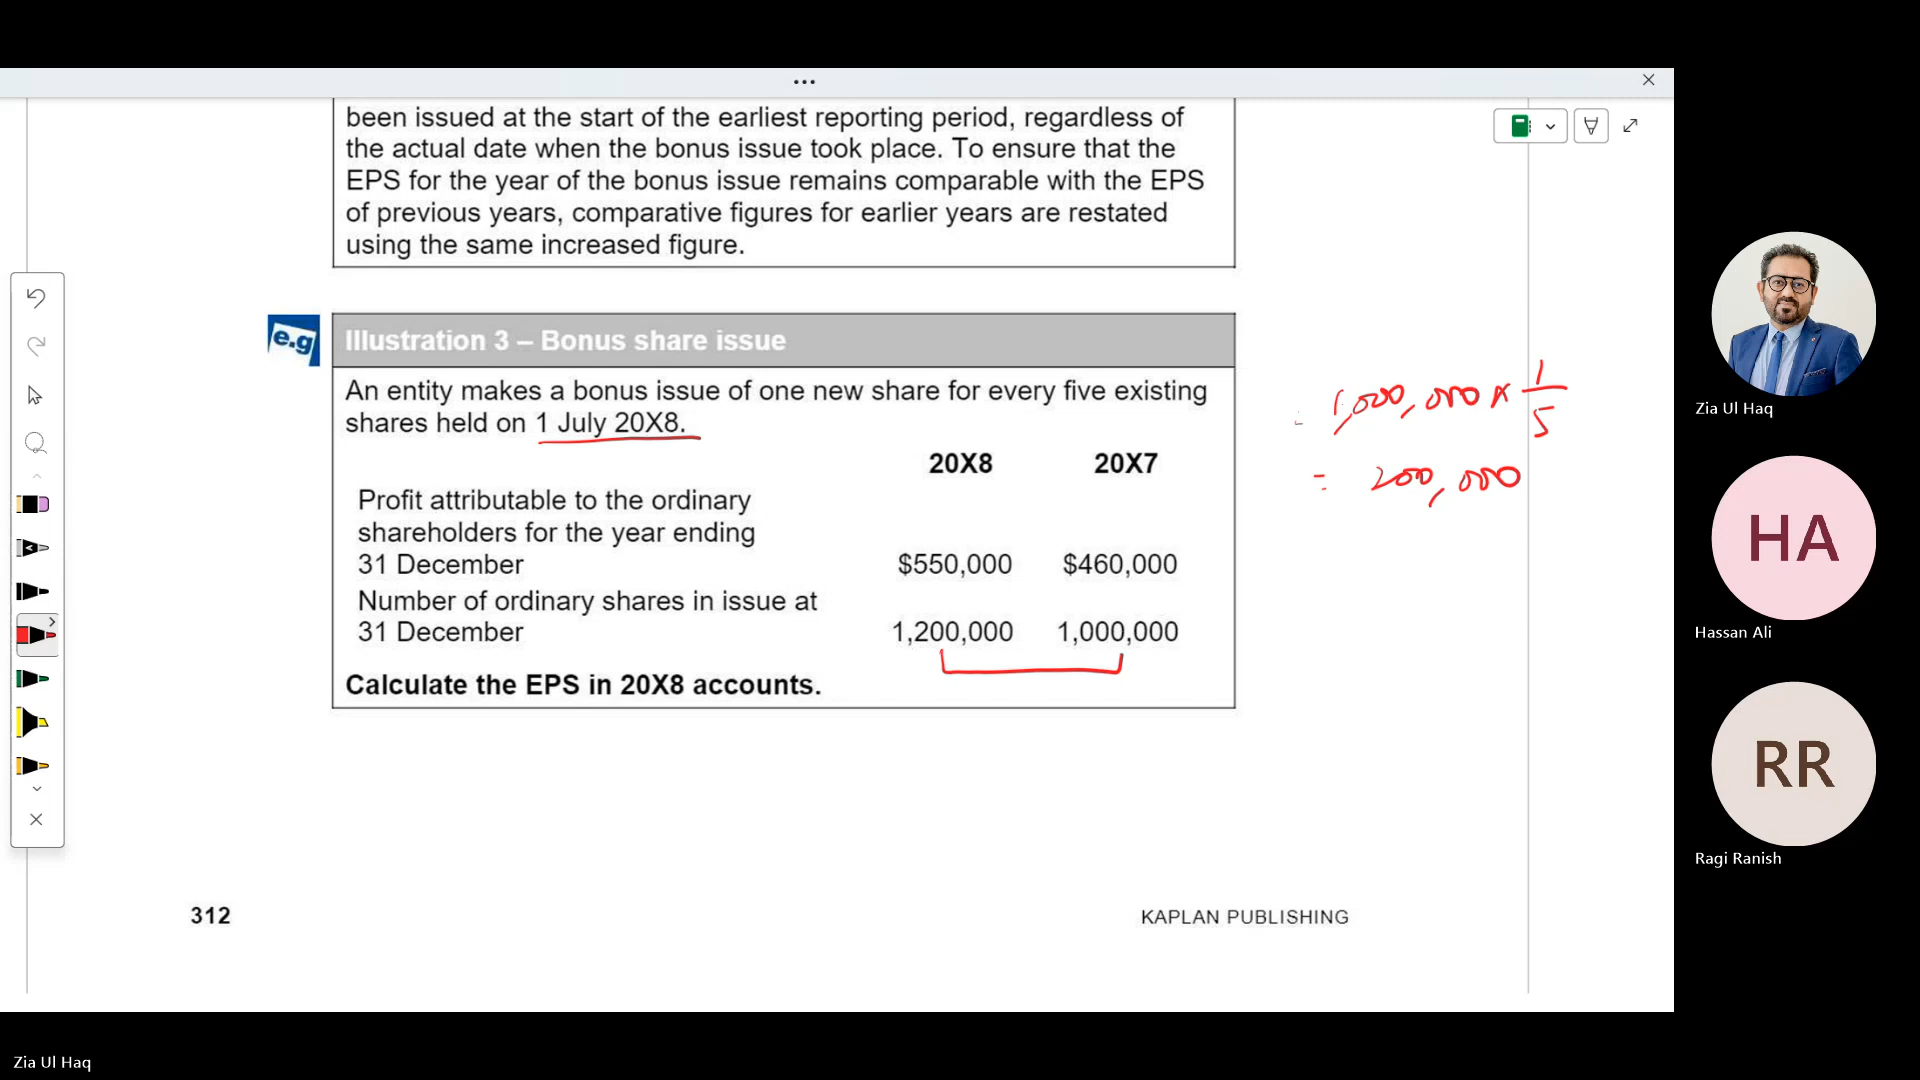 been issued at the start of the earliest reporting period, regardless of
the actual date when the bonus issue took place. To ensure that the
EPS for the year of the bonus issue remains comparable with the EPS
of previous years, comparative figures for earlier years are restated
using the same increased figure.
e.g Illustration 3 – Bonus share issue
An entity makes a bonus issue of one new share for every five existing
shares held on 1 July 20X8.
20X8 20X7
Profit attributable to the ordinary
shareholders for the year ending
31 December $550,000 $460,000
Number of ordinary shares in issue at
31 December 1,200,000 1,000,000
Calculate the EPS in 20X8 accounts.
1,000,000 × 1/5
= 200,000
312 KAPLAN PUBLISHING
Zia Ul Haq
HA
Hassan Ali
RR
Ragi Ranish
Zia Ul Haq